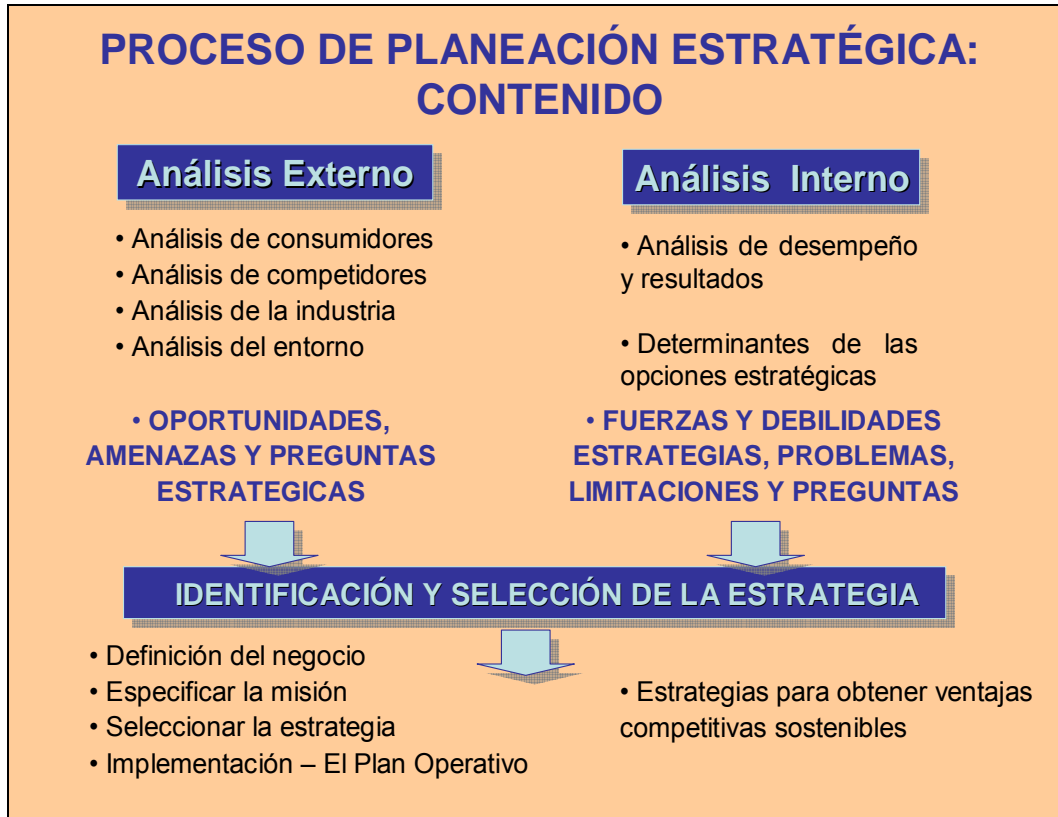 PROCESO DE PLANEACIÓN ESTRATÉGICA:
CONTENIDO
Análisis Externo
• Análisis de consumidores
• Análisis de competidores
• Análisis de la industria
• Análisis del entorno
• OPORTUNIDADES,
AMENAZAS Y PREGUNTAS
ESTRATEGICAS
Análisis Interno
• Análisis de desempeño
y resultados
• Determinantes de las
opciones estratégicas
• FUERZAS Y DEBILIDADES
ESTRATEGIAS, PROBLEMAS,
LIMITACIONES Y PREGUNTAS
IDENTIFICACIÓN Y SELECCIÓN DE LA ESTRATEGIA
• Definición del negocio
• Especificar la misión
• Seleccionar la estrategia
• Implementación – El Plan Operativo
• Estrategias para obtener ventajas
competitivas sostenibles